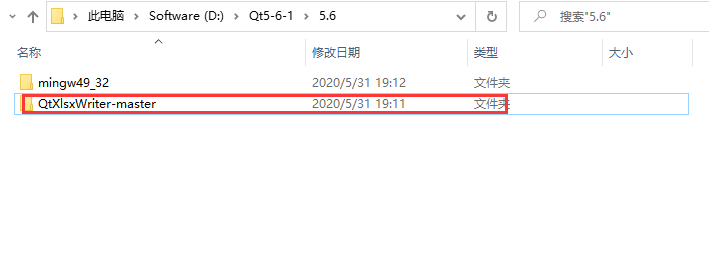 此电脑 › Software (D:) › Qt5-6-1 › 5.6 搜索"5.6"
名称 修改日期 类型 大小
mingw49_32 2020/5/31 19:12 文件夹
QtXlsxWriter-master 2020/5/31 19:11 文件夹